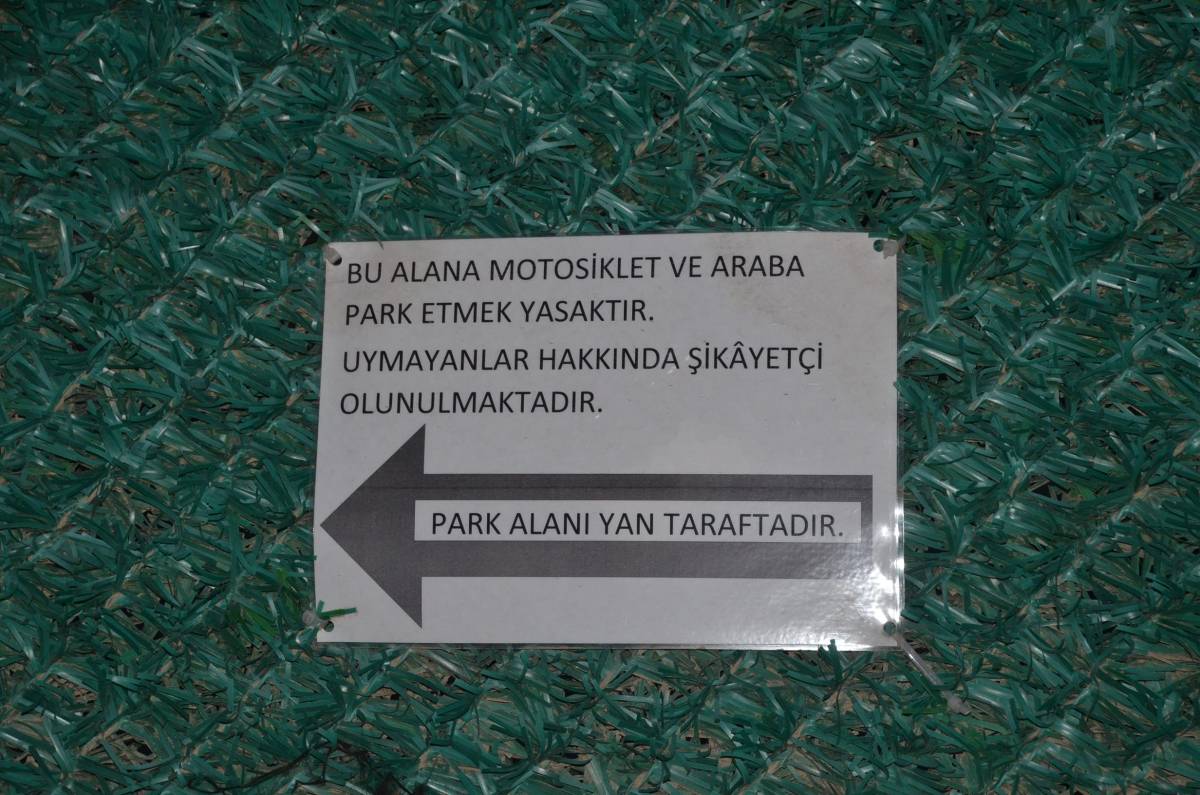 BU ALANA MOTOSİKLET VE ARABA
PARK ETMEK YASAKTIR.
UYMAYANLAR HAKKINDA ŞİKÂYETÇİ
OLUNULMAKTADIR.
PARK ALANI YAN TARAFTADIR.